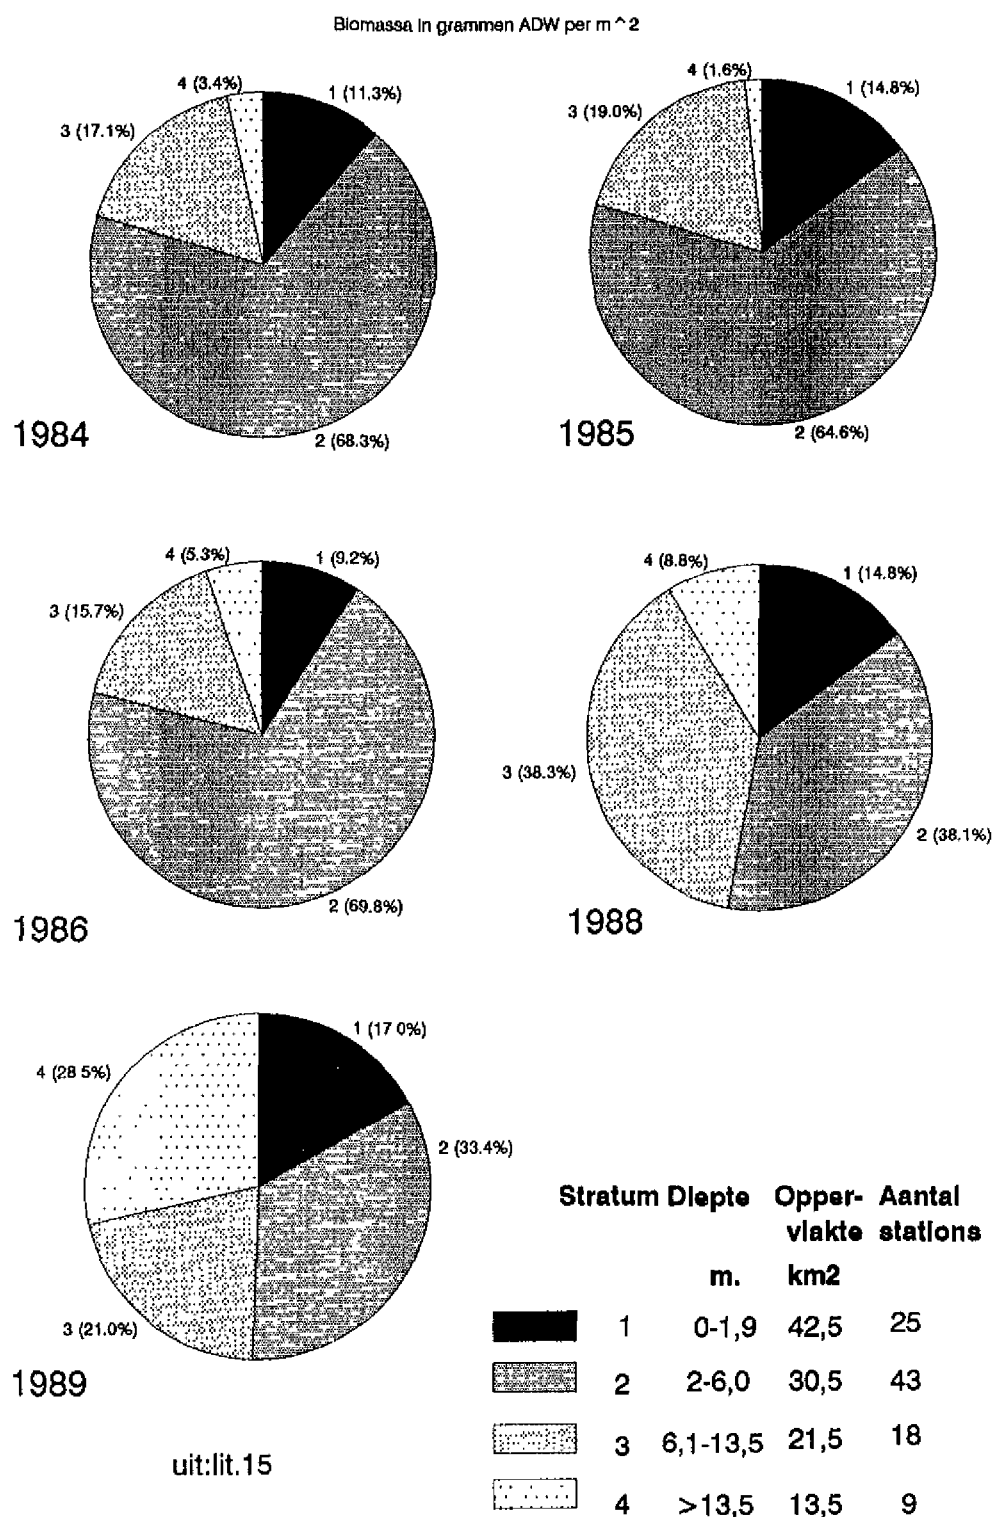 Biomassa in grammen ADW per m^2
4 (3.4%)
1 (11.3%)
3 (17.1%)
2 (68.3%)
1984
4 (1.6%)
1 (14.8%)
3 (19.0%)
2 (64.6%)
1985
4 (5.3%)
1 (9.2%)
3 (15.7%)
2 (69.8%)
1986
4 (8.8%)
1 (14.8%)
3 (38.3%)
2 (38.1%)
1988
1 (17 0%)
4 (28 5%)
2 (33.4%)
3 (21.0%)
1989
uit:lit.15
Stratum Diepte Opper- Aantal
vlakte stations
m. km2
1 0-1,9 42,5 25
2 2-6,0 30,5 43
3 6,1-13,5 21,5 18
4 >13,5 13,5 9